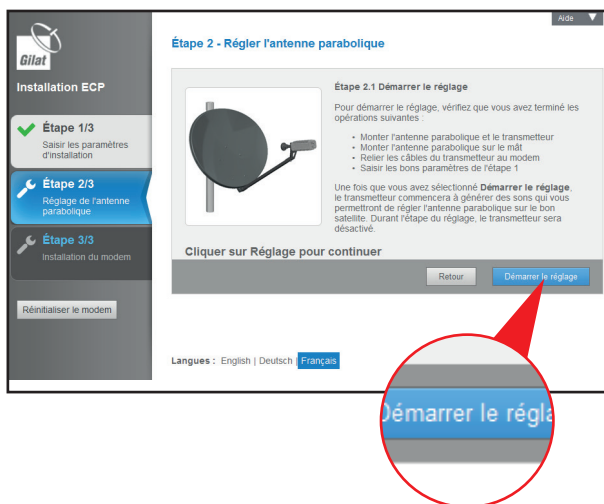 Aide
Gilat
Étape 2 - Régler l'antenne parabolique
Installation ECP
Étape 1/3
Saisir les paramètres
d'installation
Étape 2/3
Réglage de l'antenne
parabolique
Étape 3/3
Installation du modem
Réinitialiser le modem
Étape 2.1 Démarrer le réglage
Pour démarrer le réglage, vérifiez que vous avez terminé les
opérations suivantes :
• Monter l'antenne parabolique et le transmetteur
• Monter l'antenne parabolique sur le mât
• Relier les câbles du transmetteur au modem
• Saisir les bons paramètres de l'étape 1
Une fois que vous avez sélectionné Démarrer le réglage,
le transmetteur commencera à générer des sons qui vous
permettront de régler l'antenne parabolique sur le bon
satellite. Durant l'étape du réglage, le transmetteur sera
désactivé.
Cliquer sur Réglage pour continuer
Retour
Démarrer le réglage
Langues : English | Deutsch | Français
Démarrer le régla